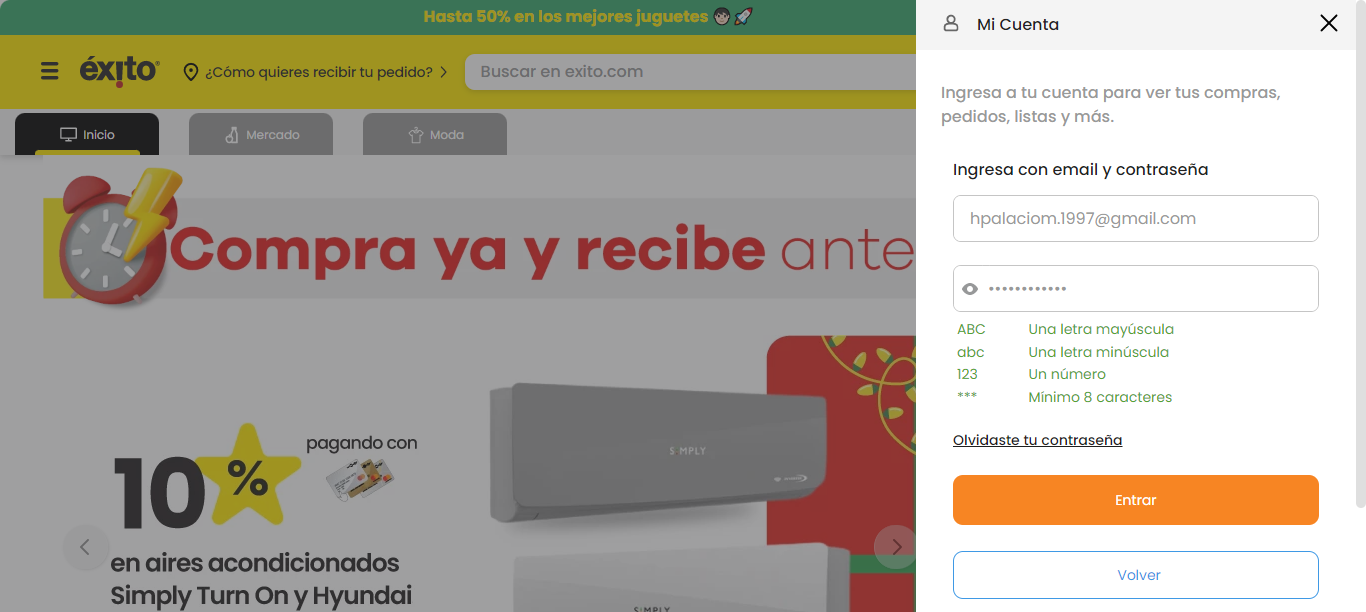 Hasta 50% en los mejores juguetes
éxito
¿Cómo quieres recibir tu pedido?
Buscar en exito.com
Inicio
Mercado
Moda
Compra ya y recibe ante
10%
pagando con
en aires acondicionados
Simply Turn On y Hyundai
SIMPLY
SIMPLY
Mi Cuenta
Ingresa a tu cuenta para ver tus compras,
pedidos, listas y más.
Ingresa con email y contraseña
hpalaciom.1997@gmail.com
••••••••••••
ABC Una letra mayúscula
abc Una letra minúscula
123 Un número
*** Mínimo 8 caracteres
Olvidaste tu contraseña
Entrar
Volver